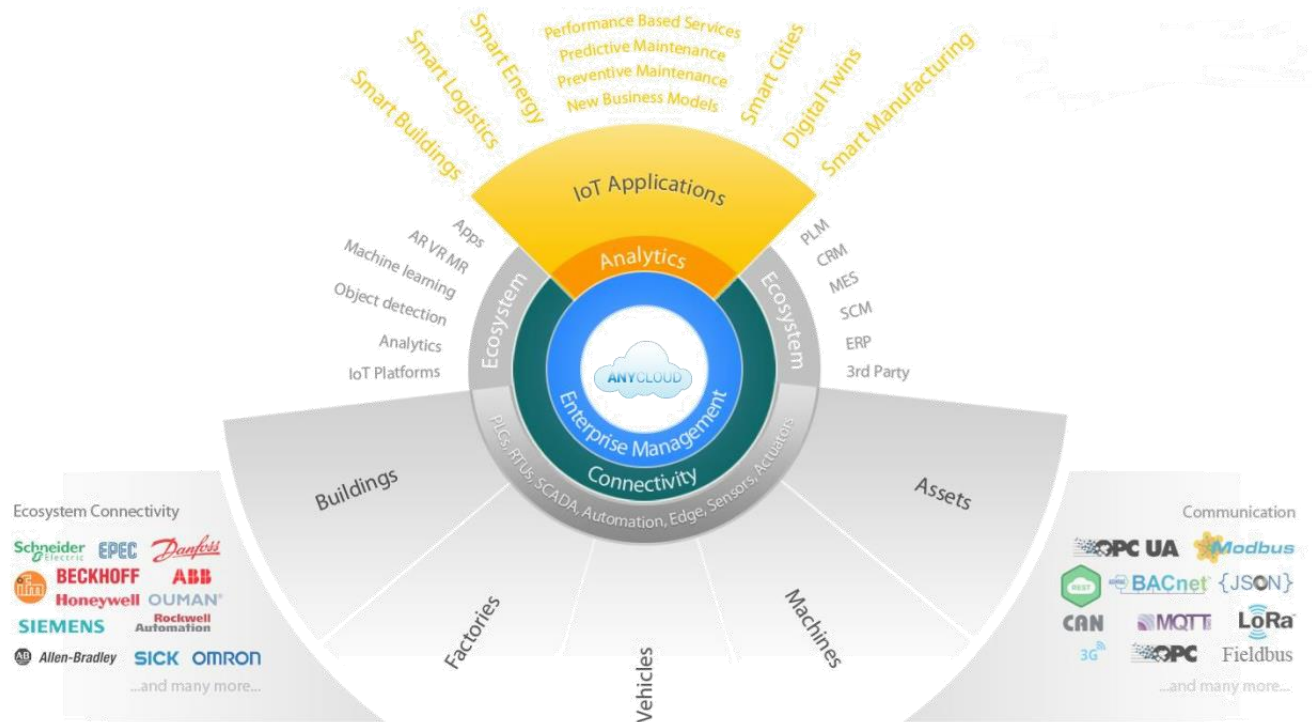 Performance Based Services
Predictive Maintenance
Preventive Maintenance
New Business Models
Smart Buildings
Smart Logistics
Smart Energy
Smart Cities
Digital Twins
Smart Manufacturing
IoT Applications
Analytics
Ecosystem
Ecosystem
Apps
AR VR MR
Machine learning
Object detection
Analytics
IoT Platforms
PLM
CRM
MES
SCM
ERP
3rd Party
ANYCLOUD
Enterprise Management
Connectivity
PLCs, RTUs, SCADA, Automation, Edge, Sensors, Actuators
Buildings
Factories
Vehicles
Machines
Assets
Ecosystem Connectivity
Schneider Electric EPEC Danfoss
ifm BECKHOFF ABB
Honeywell OUMAN
SIEMENS Rockwell Automation
AB Allen-Bradley SICK OMRON
...and many more...
Communication
OPC UA Modbus
REST BACnet {JSON}
CAN MQTT LoRa
3G OPC Fieldbus
...and many more...